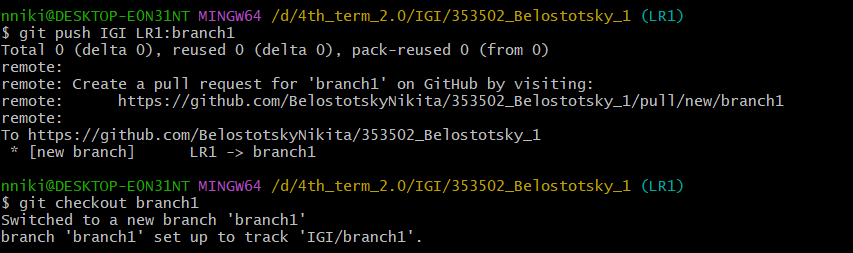 nniki@DESKTOP-E0N31NT MINGW64 /d/4th_term_2.0/IGI/353502_Belostotsky_1 (LR1)
$ git push IGI LR1:branch1
Total 0 (delta 0), reused 0 (delta 0), pack-reused 0 (from 0)
remote:
remote: Create a pull request for 'branch1' on GitHub by visiting:
remote:      https://github.com/BelostotskyNikita/353502_Belostotsky_1/pull/new/branch1
remote:
To https://github.com/BelostotskyNikita/353502_Belostotsky_1
 * [new branch]      LR1 -> branch1
nniki@DESKTOP-E0N31NT MINGW64 /d/4th_term_2.0/IGI/353502_Belostotsky_1 (LR1)
$ git checkout branch1
Switched to a new branch 'branch1'
branch 'branch1' set up to track 'IGI/branch1'.